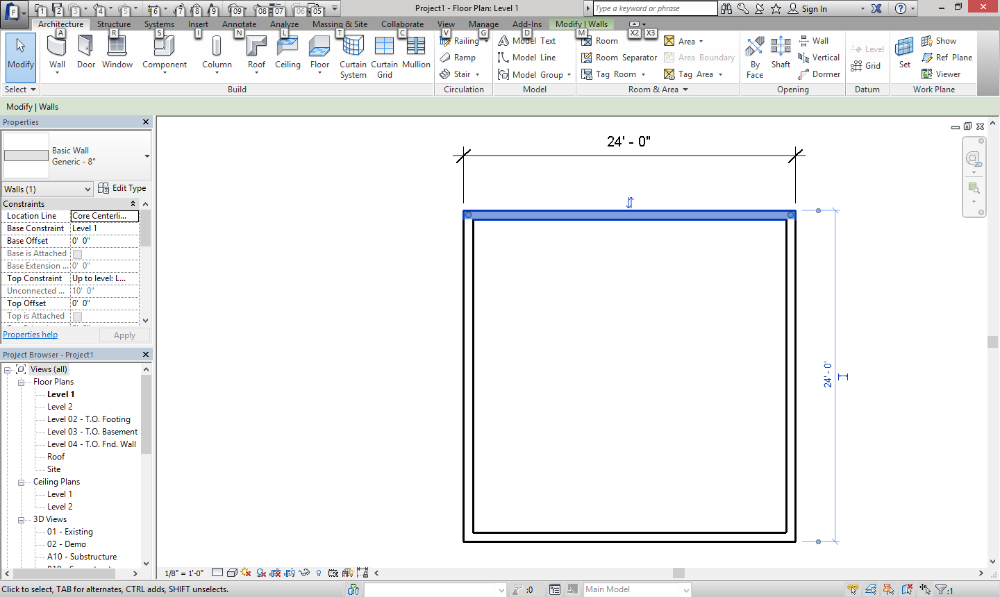 F
1
2
3
4
5
6
7
8
9
09
08
07
06
05
Project1 - Floor Plan: Level 1
Type a keyword or phrase
Sign In
Architecture
Structure
Systems
Insert
Annotate
Analyze
Massing & Site
Collaborate
View
Manage
Add-Ins
Modify | Walls
A
R
S
I
N
L
T
C
V
G
D
M
X2
X3
Modify
Wall
Door
Window
Component
Column
Roof
Ceiling
Floor
Curtain System
Curtain Grid
Mullion
Railing
Ramp
Stair
Model Text
Model Line
Model Group
Room
Room Separator
Tag Room
Area
Area Boundary
Tag Area
By Face
Shaft
Wall
Vertical
Dormer
Level
Grid
Set
Show
Ref Plane
Viewer
Select
Build
Circulation
Model
Room & Area
Opening
Datum
Work Plane
Modify | Walls
Properties
Basic Wall
Generic - 8"
Walls (1)
Edit Type
Constraints
Location Line Core Centerli...
Base Constraint Level 1
Base Offset 0' 0"
Base is Attached
Base Extension ... 0' 0"
Top Constraint Up to level: L...
Unconnected ... 10' 0"
Top Offset 0' 0"
Top is Attached
Properties help
Apply
Project Browser - Project1
Views (all)
Floor Plans
Level 1
Level 2
Level 02 - T.O. Footing
Level 03 - T.O. Basement
Level 04 - T.O. Fnd. Wall
Roof
Site
Ceiling Plans
Level 1
Level 2
3D Views
01 - Existing
02 - Demo
A10 - Substructure
24' - 0"
24' - 0'
2D
1/8" = 1'-0"
Click to select, TAB for alternates, CTRL adds, SHIFT unselects.
:0
Main Model
:1